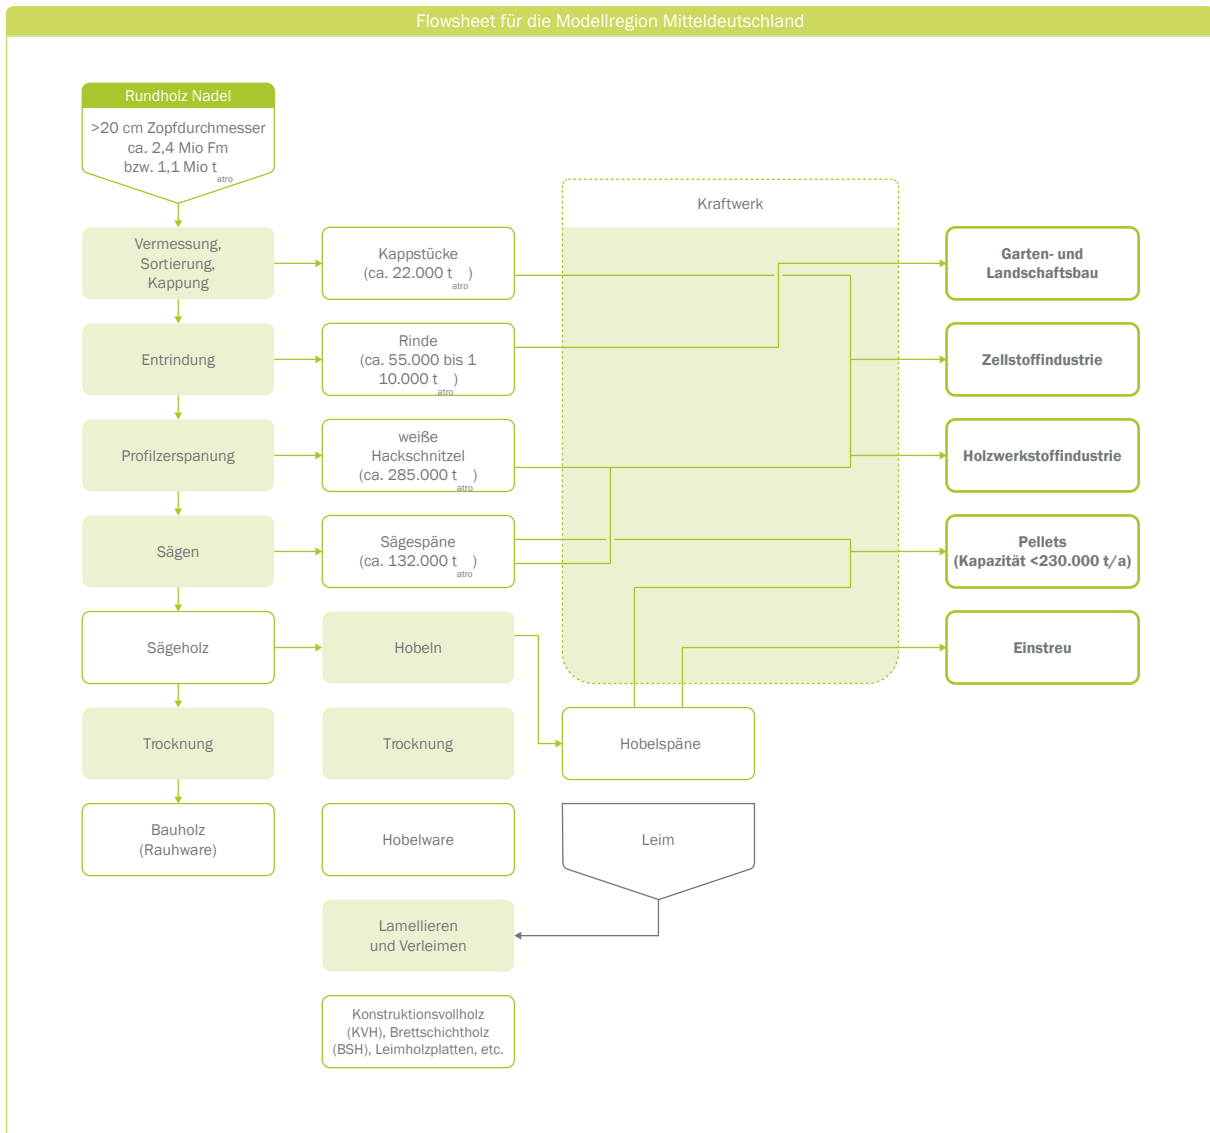 Flowsheet für die Modellregion Mitteldeutschland
Rundholz Nadel
>20 cm Zopfdurchmesser
ca. 2,4 Mio Fm
bzw. 1,1 Mio t atro
Kraftwerk
Vermessung,
Sortierung,
Kappung
Kappstücke
(ca. 22.000 t atro)
Garten- und
Landschaftsbau
Entrindung
Rinde
(ca. 55.000 bis 1
10.000 t atro)
Zellstoffindustrie
Profilzerspanung
weiße
Hackschnitzel
(ca. 285.000 t atro)
Holzwerkstoffindustrie
Sägen
Sägespäne
(ca. 132.000 t atro)
Pellets
(Kapazität <230.000 t/a)
Sägeholz
Hobeln
Einstreu
Trocknung
Trocknung
Hobelspäne
Bauholz
(Rauhware)
Hobelware
Leim
Lamellieren
und Verleimen
Konstruktionsvollholz
(KVH), Brettschichtholz
(BSH), Leimholzplatten, etc.